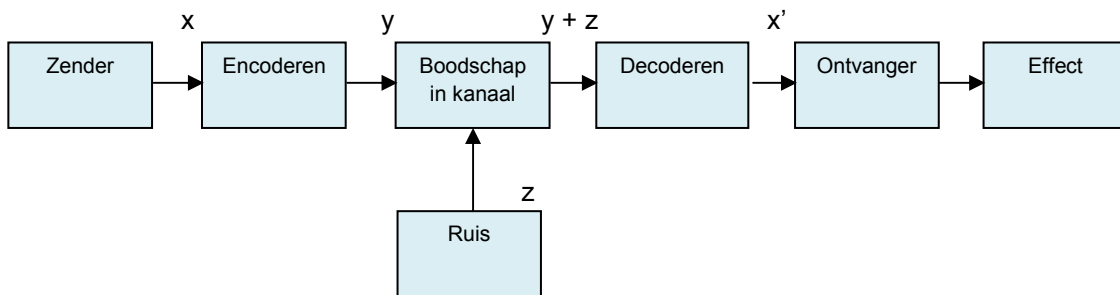 x
y
y + z
x’
Zender
Encoderen
Boodschap
in kanaal
Decoderen
Ontvanger
Effect
z
Ruis